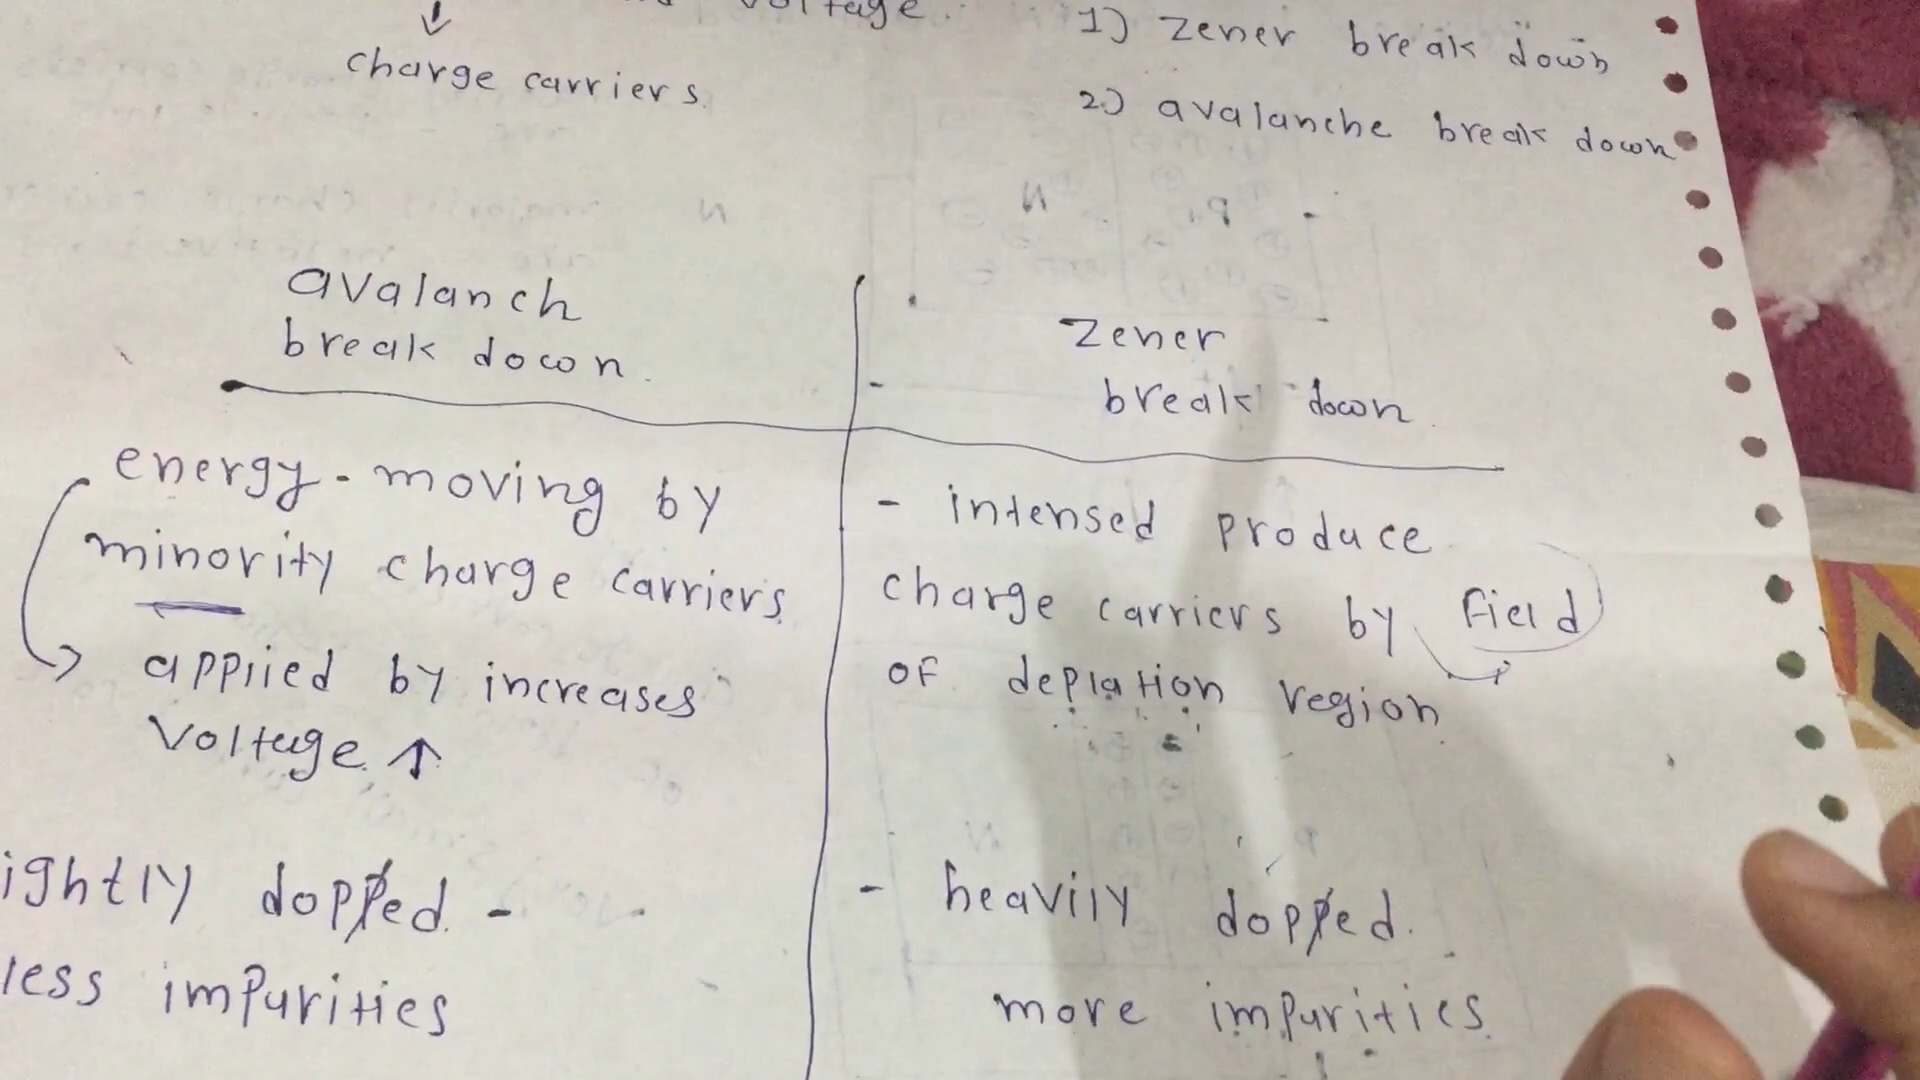 voltage.
charge carriers.
1) zener break down
2) avalanche break down
avalanch
break down.
zener
break down
energy - moving by
minority charge carriers.
applied by increases
voltage ↑
ightly dopped -
less impurities
- intensed produce
charge carriers by field
of deplation region
- heavily dopped.
more impurities